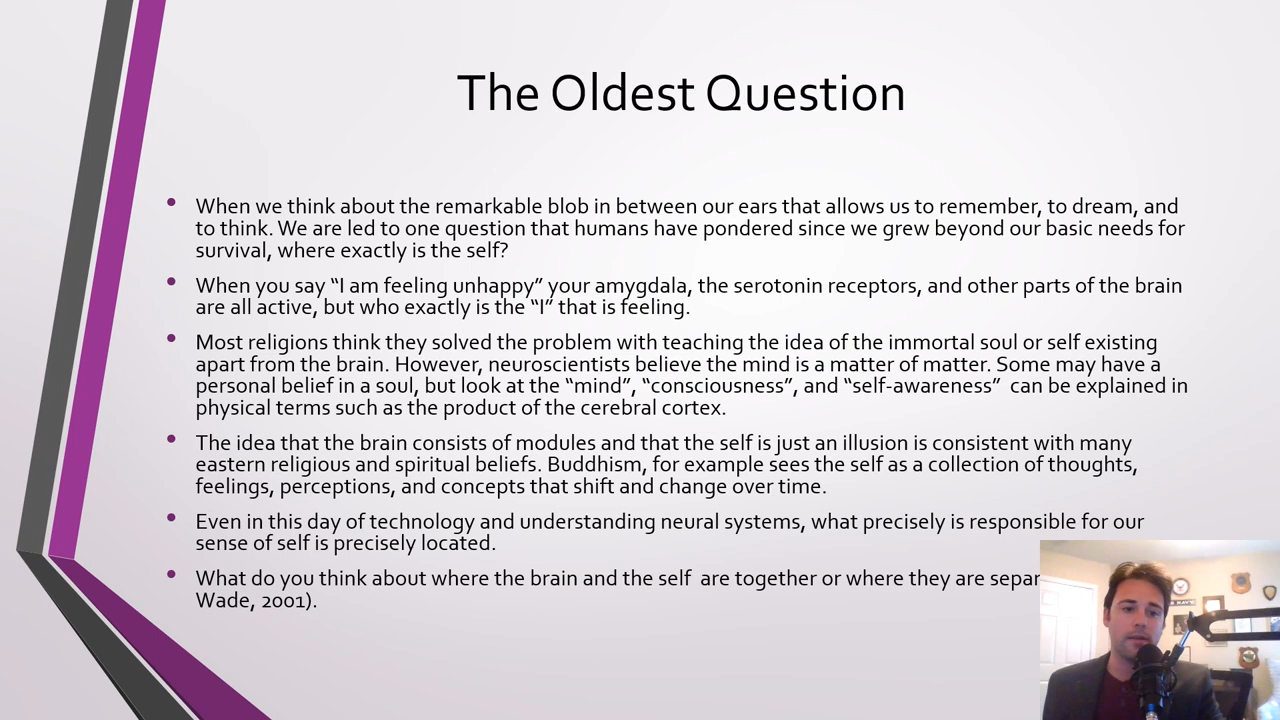 The Oldest Question
• When we think about the remarkable blob in between our ears that allows us to remember, to dream, and
to think. We are led to one question that humans have pondered since we grew beyond our basic needs for
survival, where exactly is the self?
• When you say “I am feeling unhappy” your amygdala, the serotonin receptors, and other parts of the brain
are all active, but who exactly is the “I” that is feeling.
• Most religions think they solved the problem with teaching the idea of the immortal soul or self existing
apart from the brain. However, neuroscientists believe the mind is a matter of matter. Some may have a
personal belief in a soul, but look at the “mind”, “consciousness”, and “self-awareness”  can be explained in
physical terms such as the product of the cerebral cortex.
• The idea that the brain consists of modules and that the self is just an illusion is consistent with many
eastern religious and spiritual beliefs. Buddhism, for example sees the self as a collection of thoughts,
feelings, perceptions, and concepts that shift and change over time.
• Even in this day of technology and understanding neural systems, what precisely is responsible for our
sense of self is precisely located.
• What do you think about where the brain and the self  are together or where they are
Wade, 2001).